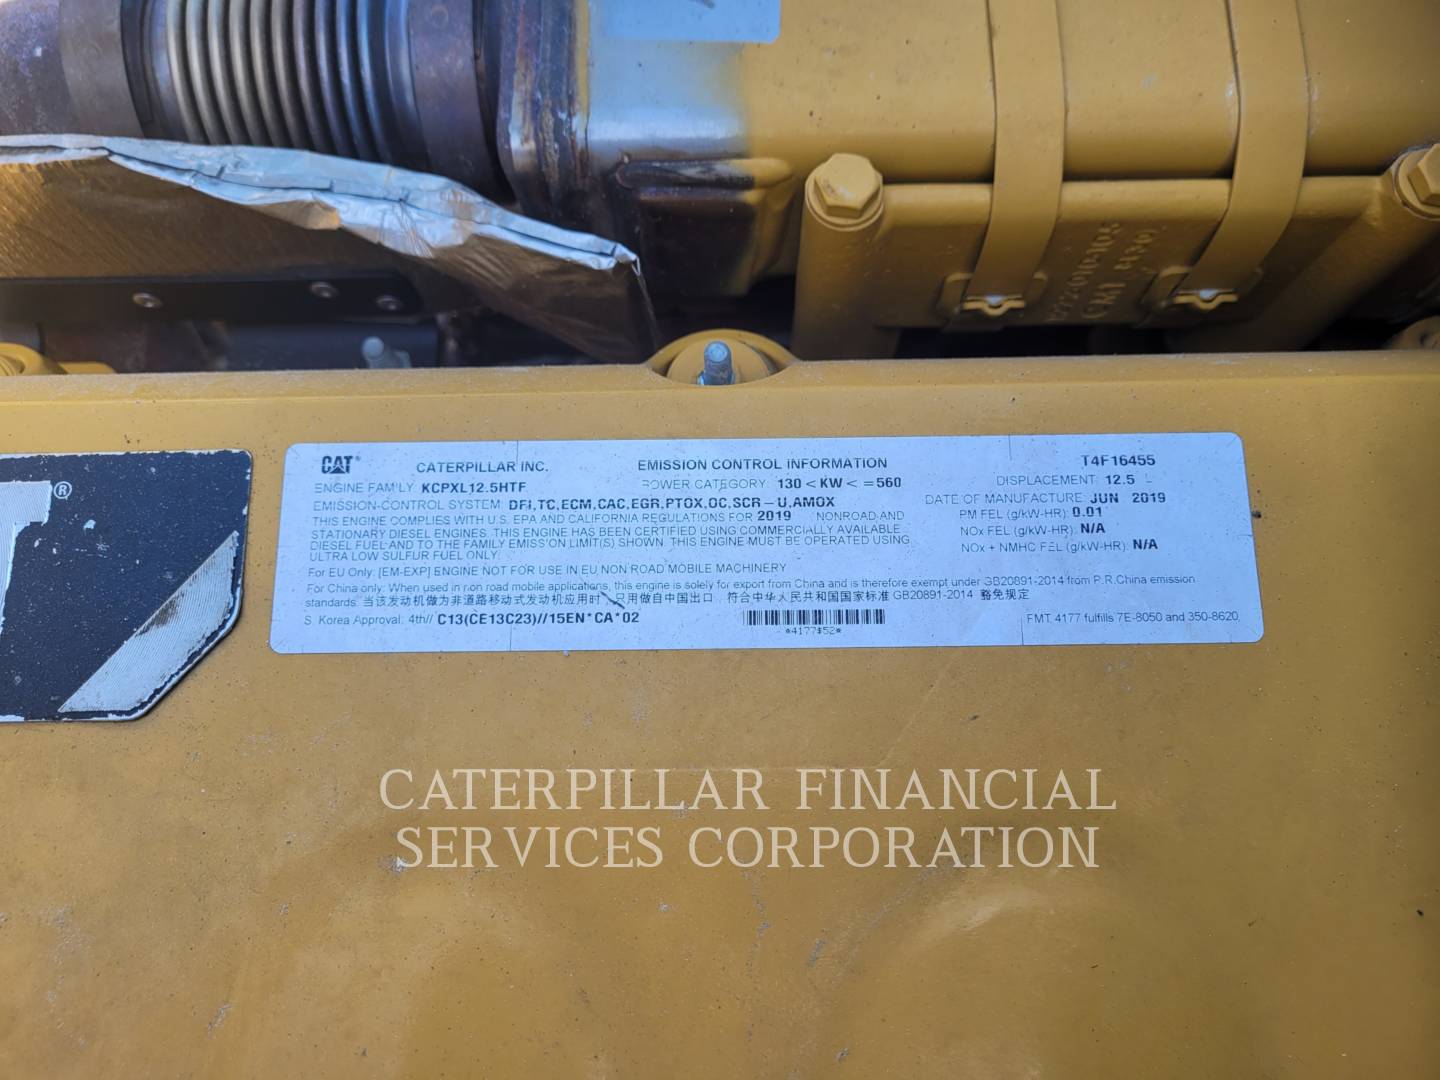 CAT® CATERPILLAR INC. EMISSION CONTROL INFORMATION T4F16455
ENGINE FAMILY: KCPXL12.5HTF POWER CATEGORY: 130 < KW < =560 DISPLACEMENT: 12.5 L
EMISSION-CONTROL SYSTEM: DFI,TC,ECM,CAC,EGR,PTOX,OC,SCR-U,AMOX DATE OF MANUFACTURE: JUN 2019
THIS ENGINE COMPLIES WITH U.S. EPA AND CALIFORNIA REGULATIONS FOR 2019 NONROAD AND PM FEL (g/kW-HR): 0.01
STATIONARY DIESEL ENGINES. THIS ENGINE HAS BEEN CERTIFIED USING COMMERCIALLY AVAILABLE NOx FEL (g/kW-HR): N/A
DIESEL FUEL AND TO THE FAMILY EMISSION LIMIT(S) SHOWN. THIS ENGINE MUST BE OPERATED USING NOx + NMHC FEL (g/kW-HR): N/A
ULTRA LOW SULFUR FUEL ONLY.
For EU Only: [EM-EXP] ENGINE NOT FOR USE IN EU NON ROAD MOBILE MACHINERY
For China only: When used in non road mobile applications, this engine is solely for export from China and is therefore exempt under GB20891-2014 from P.R.China emission
standards. 当该发动机做为非道路移动式发动机应用时，只用做自中国出口，符合中华人民共和国国家标准 GB20891-2014 豁免规定
S. Korea Approval: 4th// C13(CE13C23)//15EN*CA*02 FMT 4177 fulfills 7E-8050 and 350-8620
*4177$52*
®
CATERPILLAR FINANCIAL
SERVICES CORPORATION